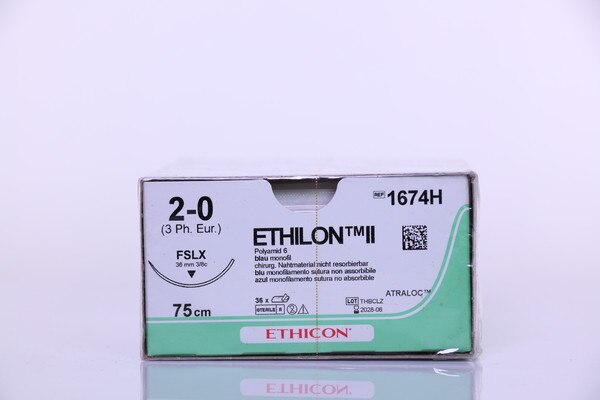 2-0
(3 Ph. Eur.)
FSLX
36 mm 3/8c
75 cm
ETHILON™II
Polyamid 6
blau monofil
chirurg. Nahtmaterial nicht resorbierbar
blu monofilamento sutura non assorbibile
azul monofilamento sutura no absorbible
36 x
STERILE R
REF 1674H
ATRALOC™
LOT THBCLZ
2028-06
ETHICON